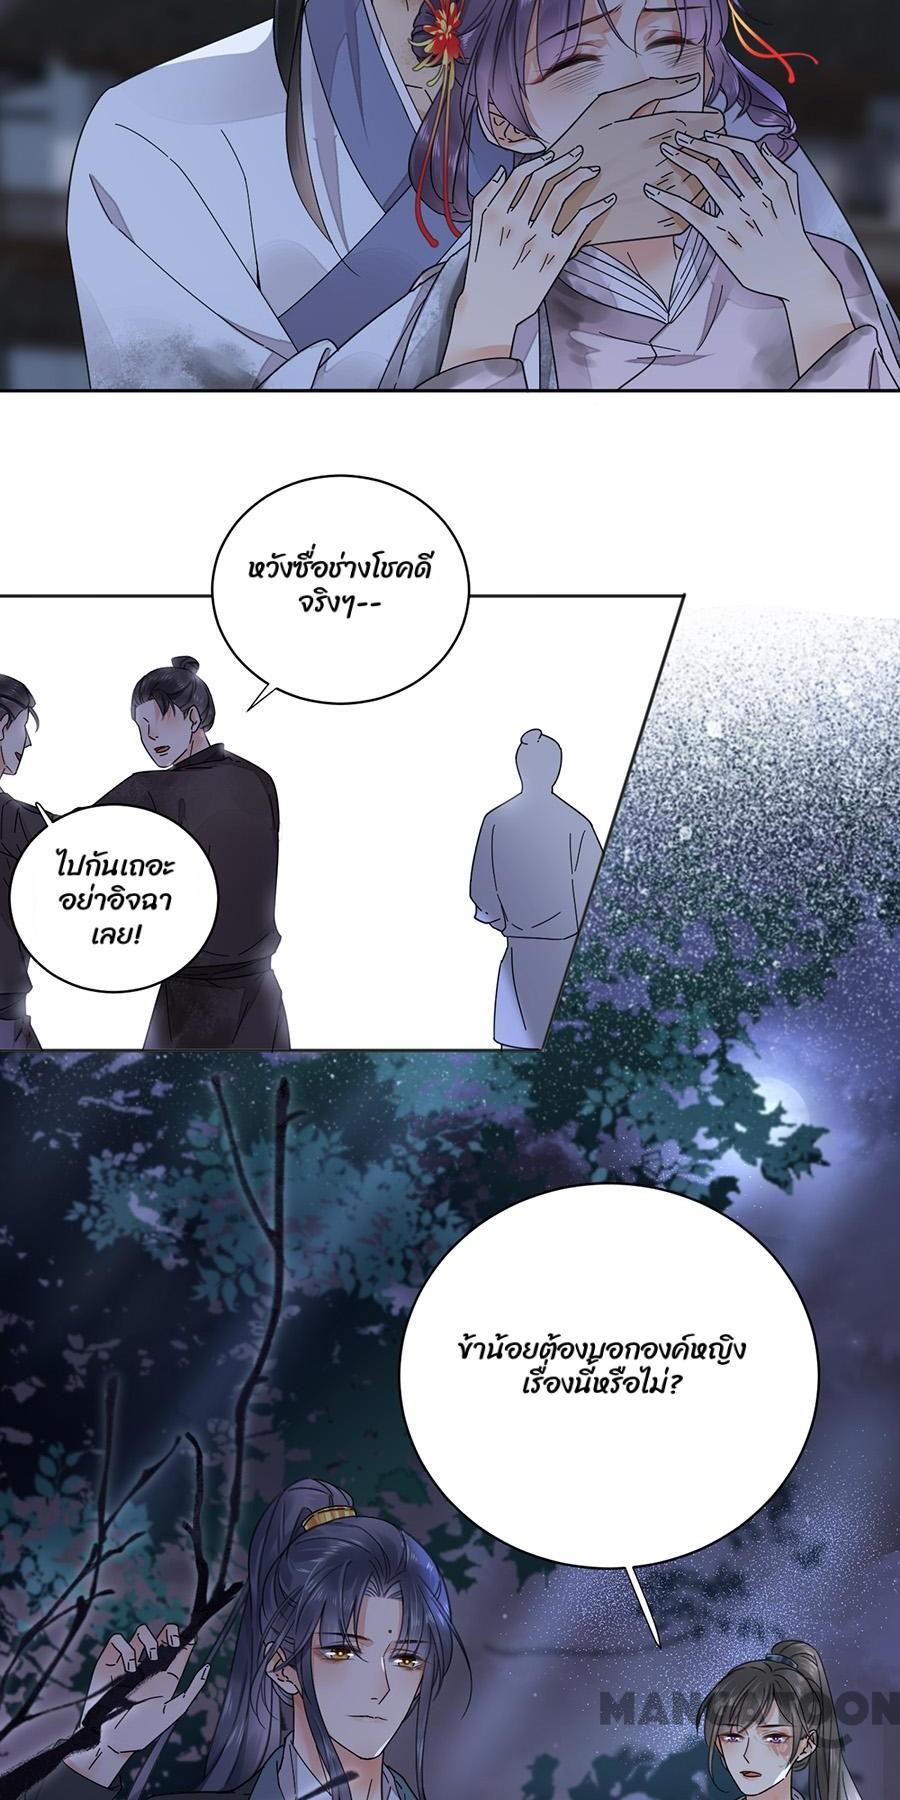 หวังซื่อช่างโชคดี
จริงๆ--
ไปกันเถอะ
อย่าอิจฉา
เลย!
ข้าน้อยต้องบอกองค์หญิง
เรื่องนี้หรือไม่?
MANGATOON